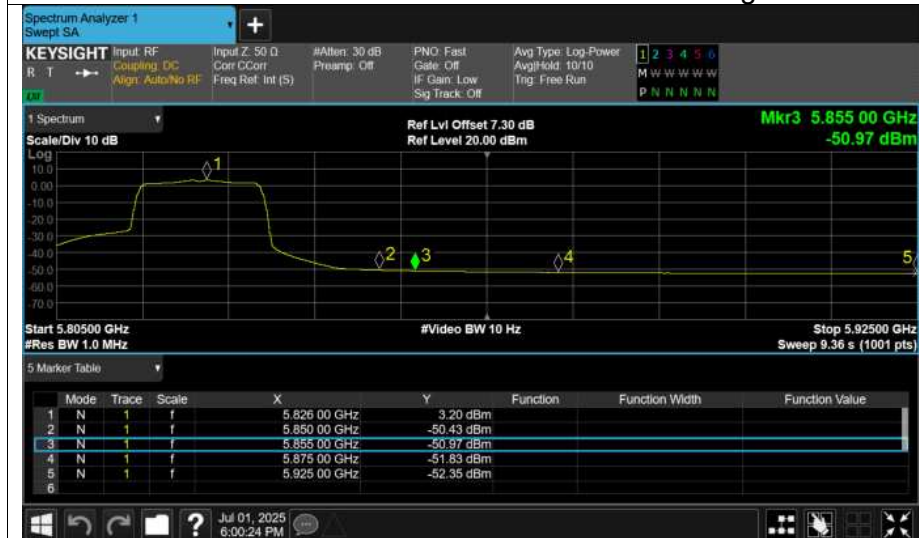 Spectrum Analyzer 1
Swept SA
+
KEYSIGHT
R T
Input: RF
Coupling: DC
Align: Auto/No RF
Input Z: 50 Ω
Corr CCorr
Freq Ref: Int (S)
#Atten: 30 dB
Preamp: Off
PNO: Fast
Gate: Off
IF Gain: Low
Sig Track: Off
Avg Type: Log-Power
Avg|Hold: 10/10
Trig: Free Run
1 2 3 4 5 6
M W W W W W
P N N N N N
1 Spectrum
Scale/Div 10 dB
Ref Lvl Offset 7.30 dB
Ref Level 20.00 dBm
Mkr3 5.855 00 GHz
-50.97 dBm
Log
10.0
0.00
-10.0
-20.0
-30.0
-40.0
-50.0
-60.0
-70.0
1
2
3
4
5
Start 5.80500 GHz #Video BW 10 Hz Stop 5.92500 GHz
#Res BW 1.0 MHz Sweep 9.36 s (1001 pts)
5 Marker Table
Mode Trace Scale X Y Function Function Width Function Value
1 N 1 f 5.826 00 GHz 3.20 dBm
2 N 1 f 5.850 00 GHz -50.43 dBm
3 N 1 f 5.855 00 GHz -50.97 dBm
4 N 1 f 5.875 00 GHz -51.83 dBm
5 N 1 f 5.925 00 GHz -52.35 dBm
6
?
Jul 01, 2025
6:00:24 PM